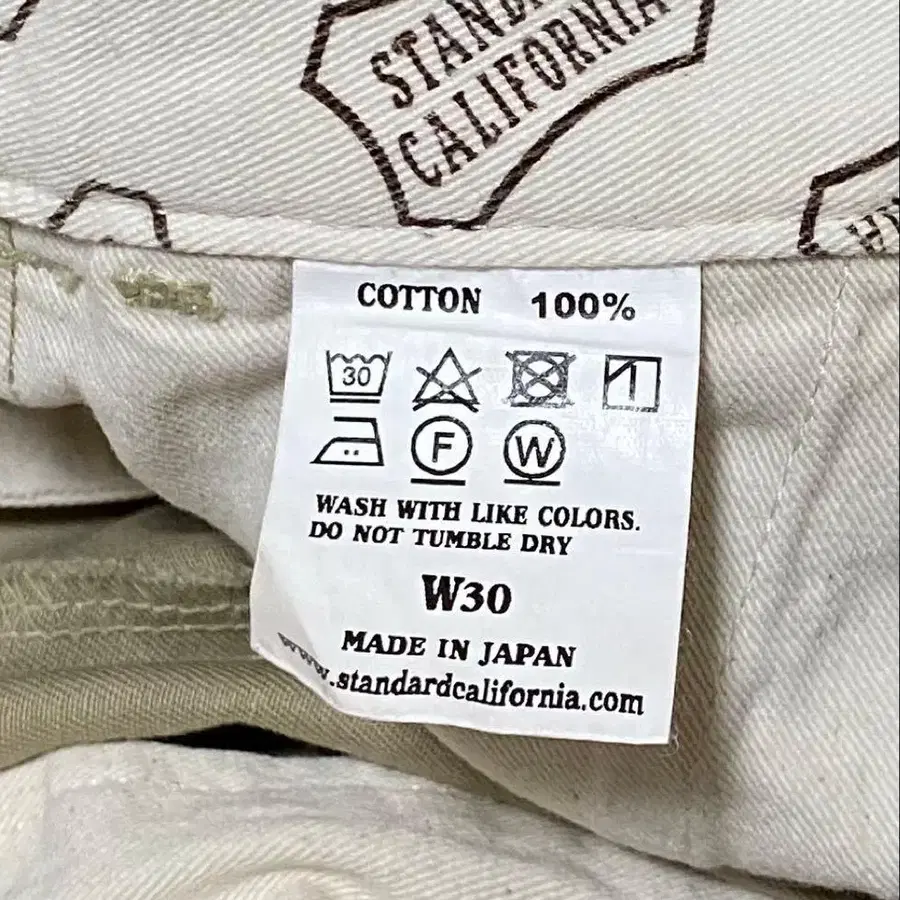 STANDARD
CALIFORNIA
COTTON 100%
30
F W
WASH WITH LIKE COLORS.
DO NOT TUMBLE DRY
W30
MADE IN JAPAN
www.standardcalifornia.com